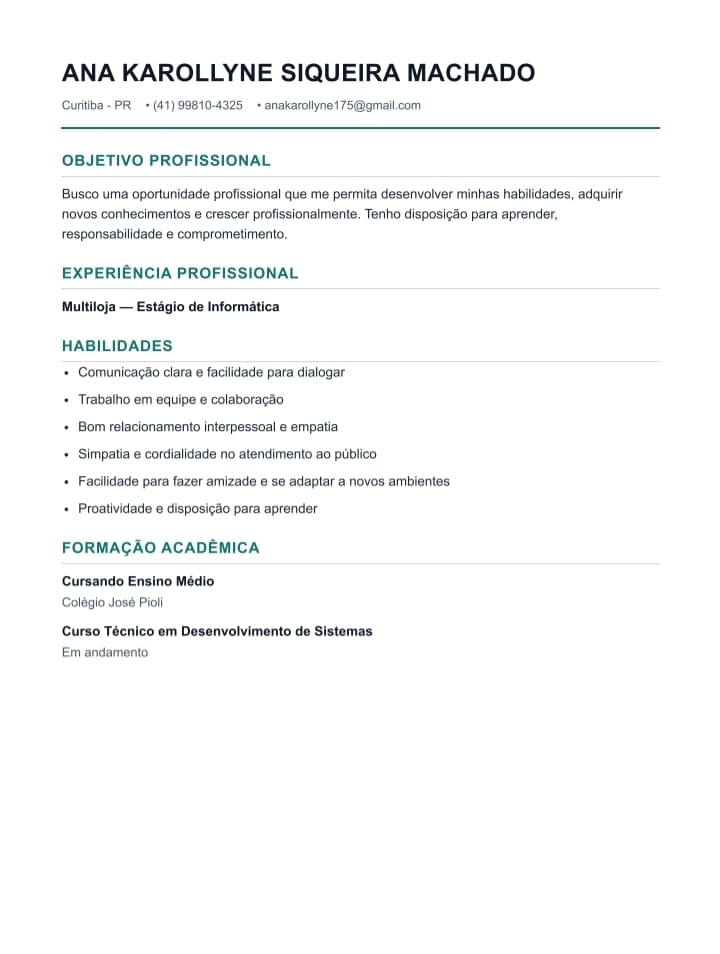 ANA KAROLLYNE SIQUEIRA MACHADO
Curitiba - PR • (41) 99810-4325 • anakarollyne175@gmail.com
OBJETIVO PROFISSIONAL
Busco uma oportunidade profissional que me permita desenvolver minhas habilidades, adquirir
novos conhecimentos e crescer profissionalmente. Tenho disposição para aprender,
responsabilidade e comprometimento.
EXPERIÊNCIA PROFISSIONAL
Multiloja — Estágio de Informática
HABILIDADES
• Comunicação clara e facilidade para dialogar
• Trabalho em equipe e colaboração
• Bom relacionamento interpessoal e empatia
• Simpatia e cordialidade no atendimento ao público
• Facilidade para fazer amizade e se adaptar a novos ambientes
• Proatividade e disposição para aprender
FORMAÇÃO ACADÊMICA
Cursando Ensino Médio
Colégio José Pioli
Curso Técnico em Desenvolvimento de Sistemas
Em andamento